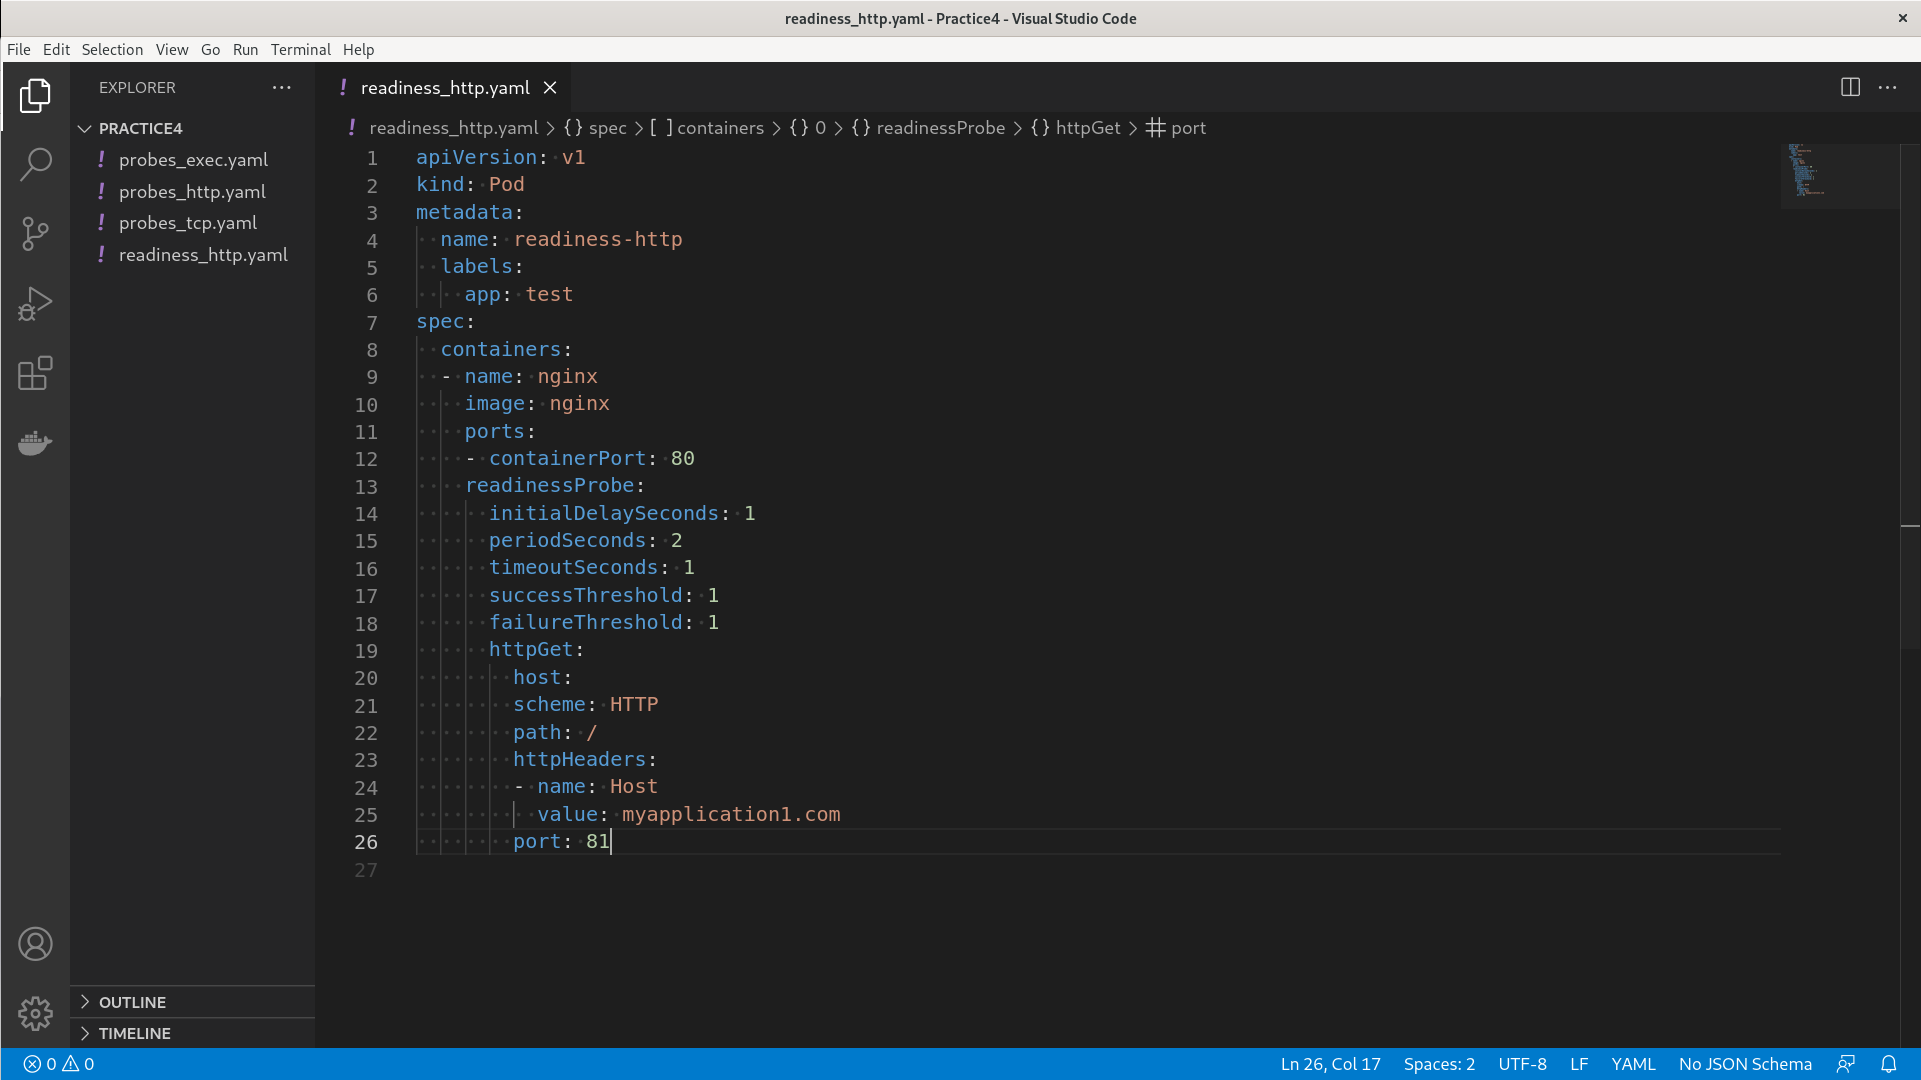 readiness_http.yaml - Practice4 - Visual Studio Code
File Edit Selection View Go Run Terminal Help
EXPLORER
PRACTICE4
! probes_exec.yaml
! probes_http.yaml
! probes_tcp.yaml
! readiness_http.yaml
OUTLINE
TIMELINE
! readiness_http.yaml
! readiness_http.yaml > {} spec > [ ] containers > {} 0 > {} readinessProbe > {} httpGet > # port
1 apiVersion: v1
2 kind: Pod
3 metadata:
4   name: readiness-http
5   labels:
6     app: test
7 spec:
8   containers:
9   - name: nginx
10     image: nginx
11     ports:
12     - containerPort: 80
13     readinessProbe:
14       initialDelaySeconds: 1
15       periodSeconds: 2
16       timeoutSeconds: 1
17       successThreshold: 1
18       failureThreshold: 1
19       httpGet:
20         host:
21         scheme: HTTP
22         path: /
23         httpHeaders:
24         - name: Host
25           value: myapplication1.com
26         port: 81
27
0 0 Ln 26, Col 17 Spaces: 2 UTF-8 LF YAML No JSON Schema